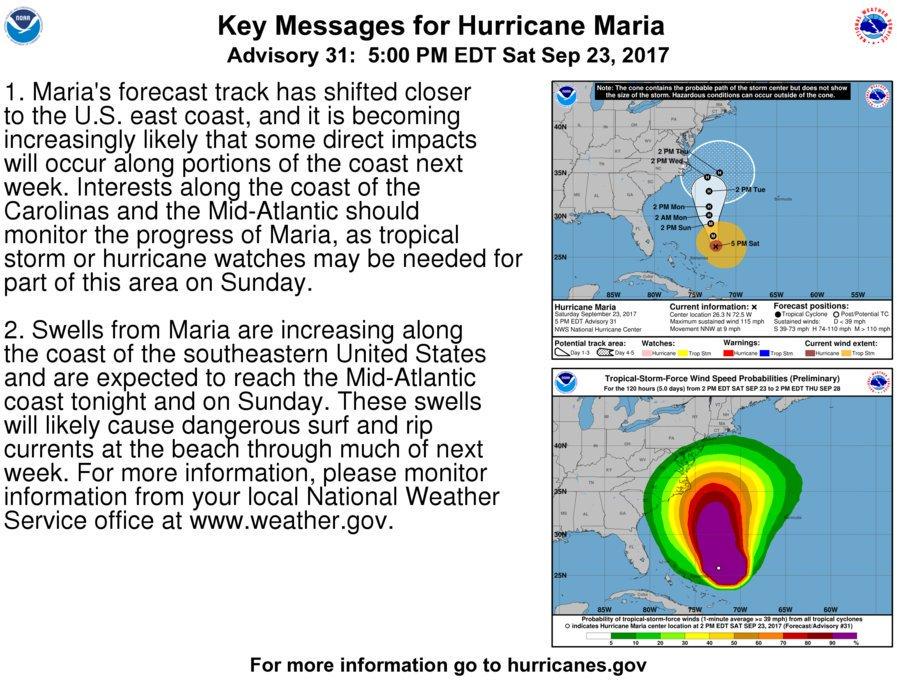 Key Messages for Hurricane Maria
Advisory 31:  5:00 PM EDT Sat Sep 23, 2017
NOAA
1. Maria's forecast track has shifted closer
to the U.S. east coast, and it is becoming
increasingly likely that some direct impacts
will occur along portions of the coast next
week. Interests along the coast of the
Carolinas and the Mid-Atlantic should
monitor the progress of Maria, as tropical
storm or hurricane watches may be needed for
part of this area on Sunday.
2. Swells from Maria are increasing along
the coast of the southeastern United States
and are expected to reach the Mid-Atlantic
coast tonight and on Sunday. These swells
will likely cause dangerous surf and rip
currents at the beach through much of next
week. For more information, please monitor
information from your local National Weather
Service office at www.weather.gov.
Note: The cone contains the probable path of the storm center but does not show
the size of the storm. Hazardous conditions can occur outside of the cone.
40N
2 PM Thu
2 PM Wed
35N
2 PM Tue
2 PM Mon
30N
2 AM Mon
2 PM Sun
5 PM Sat
25N
Bermuda
85W 80W 75W 70W 65W 60W 55W
Hurricane Maria
Saturday September 23, 2017
5 PM EDT Advisory 31
NWS National Hurricane Center
Current information: x
Center location 26.3 N 72.5 W
Maximum sustained wind 115 mph
Movement NNW at 9 mph
Forecast positions:
Tropical Cyclone Post/Potential TC
Sustained winds: D < 39 mph
S 39-73 mph H 74-110 mph M > 110 mph
Potential track area:
Day 1-3 Day 4-5
Watches:
Hurricane Trop Stm
Warnings:
Hurricane Trop Stm
Current wind extent:
Hurricane Trop Stm
Tropical-Storm-Force Wind Speed Probabilities (Preliminary)
For the 120 hours (5.0 days) from 2 PM EDT SAT SEP 23 to 2 PM EDT THU SEP 28
40N
35N
30N
25N
Bermuda
85W 80W 75W 70W 65W 60W
Probability of tropical-storm-force winds (1-minute average >= 39 mph) from all tropical cyclones
indicates Hurricane Maria center location at 2 PM EDT SAT SEP 23, 2017 (Forecast/Advisory #31)
5 10 20 30 40 50 60 70 80 90 %
For more information go to hurricanes.gov